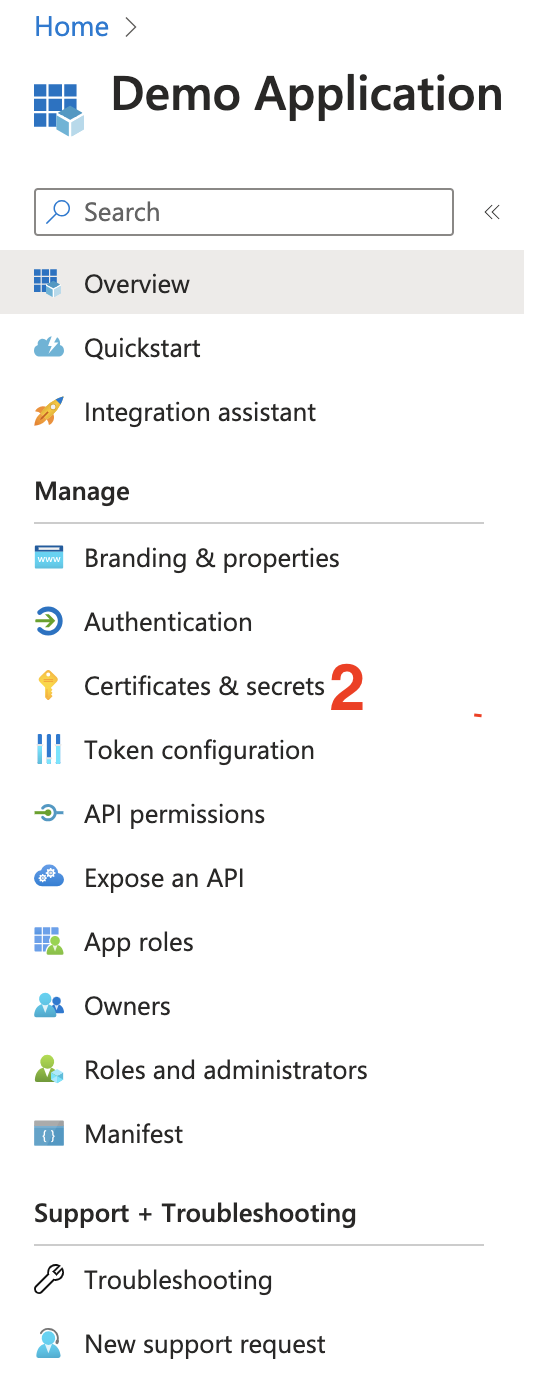 Home
Demo Application
Search
Overview
Quickstart
Integration assistant
Manage
www Branding & properties
Authentication
Certificates & secrets 2
Token configuration
API permissions
Expose an API
App roles
Owners
Roles and administrators
{ } Manifest
Support + Troubleshooting
Troubleshooting
New support request